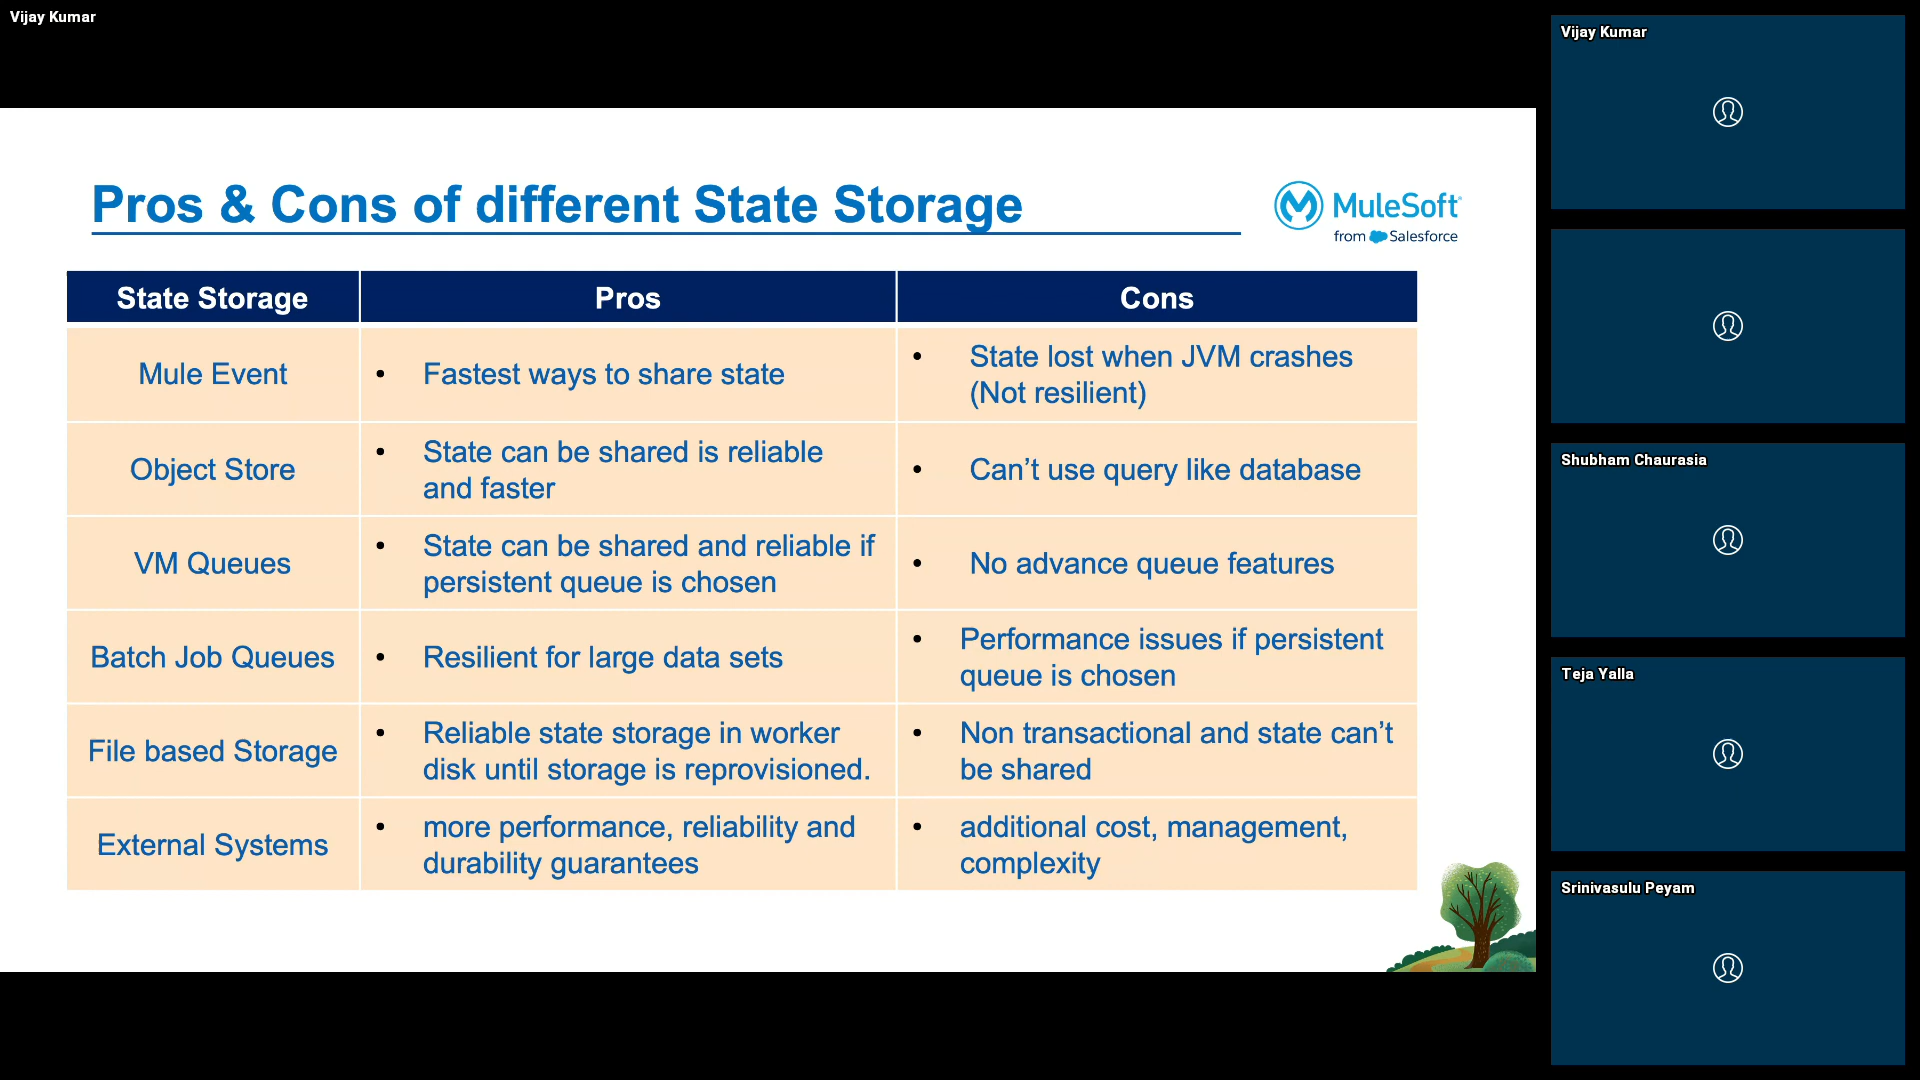 Vijay Kumar
Pros & Cons of different State Storage
MuleSoft
from Salesforce
State Storage
Pros
Cons
Mule Event
• Fastest ways to share state
• State lost when JVM crashes
(Not resilient)
Object Store
• State can be shared is reliable
and faster
• Can’t use query like database
VM Queues
• State can be shared and reliable if
persistent queue is chosen
• No advance queue features
Batch Job Queues
• Resilient for large data sets
• Performance issues if persistent
queue is chosen
File based Storage
• Reliable state storage in worker
disk until storage is reprovisioned.
• Non transactional and state can’t
be shared
External Systems
• more performance, reliability and
durability guarantees
• additional cost, management,
complexity
Vijay Kumar
Shubham Chaurasia
Teja Yalla
Srinivasulu Peyam